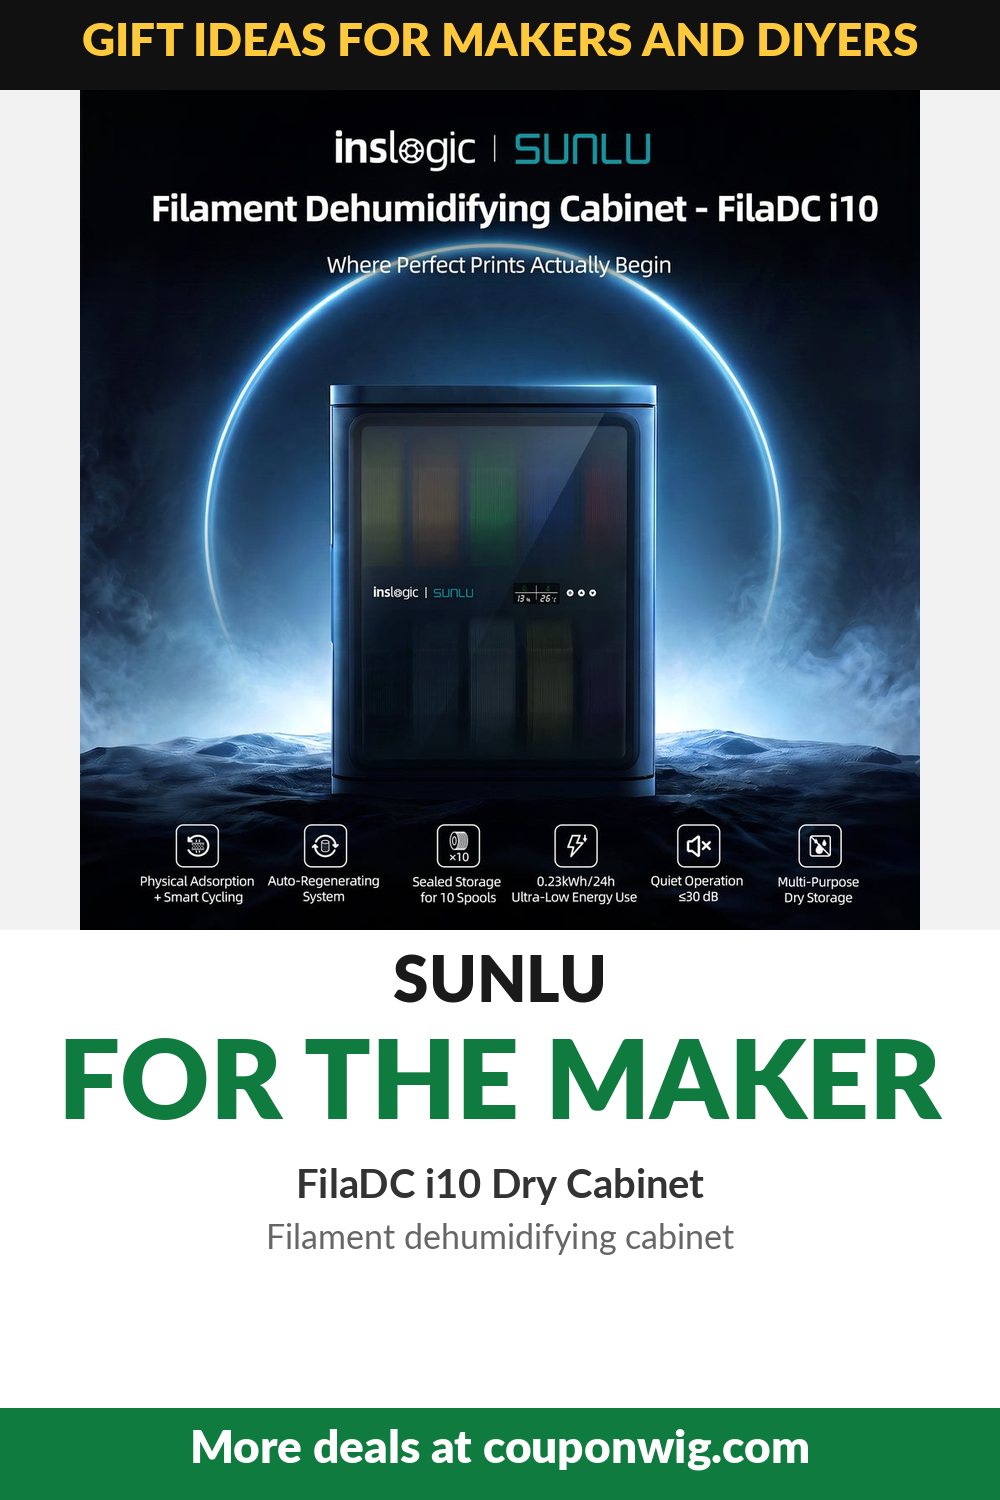 GIFT IDEAS FOR MAKERS AND DIYERS
inslogic | SUNLU
Filament Dehumidifying Cabinet - FilaDC i10
Where Perfect Prints Actually Begin
inslogic | SUNLU
13% 26°C
×10
Physical Adsorption
+ Smart Cycling
Auto-Regenerating
System
Sealed Storage
for 10 Spools
0.23kWh/24h
Ultra-Low Energy Use
Quiet Operation
≤30 dB
Multi-Purpose
Dry Storage
SUNLU
FOR THE MAKER
FilaDC i10 Dry Cabinet
Filament dehumidifying cabinet
More deals at couponwig.com